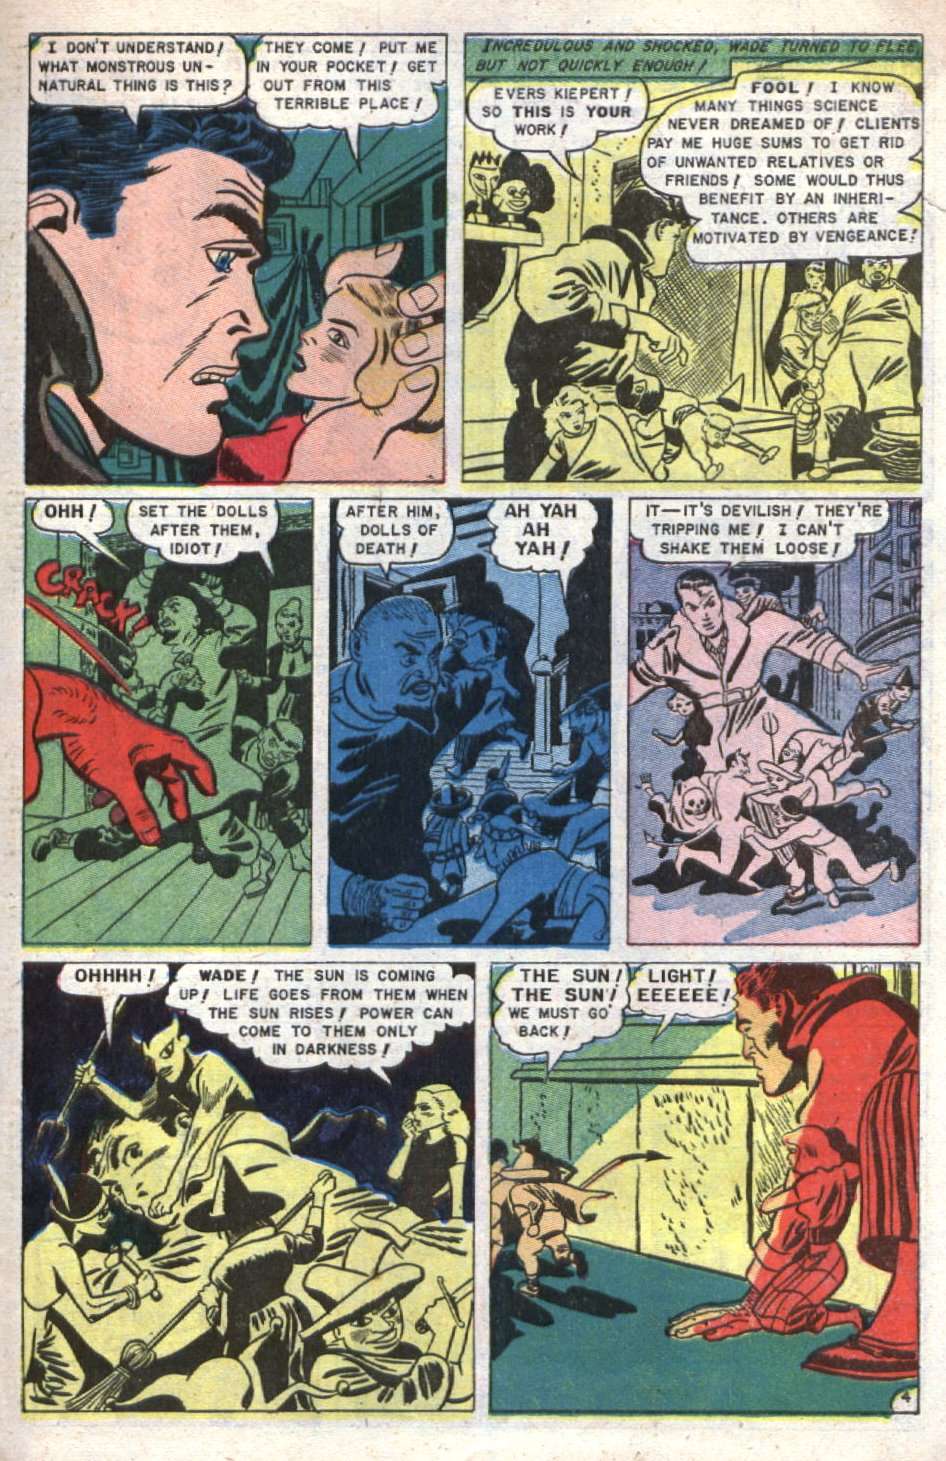 I DON'T UNDERSTAND!
WHAT MONSTROUS UN-
NATURAL THING IS THIS?
THEY COME! PUT ME
IN YOUR POCKET! GET
OUT FROM THIS
TERRIBLE PLACE!
INCREDULOUS AND SHOCKED, WADE TURNED TO FLEE
BUT NOT QUICKLY ENOUGH!
EVERS KIEPERT!
SO THIS IS YOUR
WORK!
FOOL! I KNOW
MANY THINGS SCIENCE
NEVER DREAMED OF! CLIENTS
PAY ME HUGE SUMS TO GET RID
OF UNWANTED RELATIVES OR
FRIENDS! SOME WOULD THUS
BENEFIT BY AN INHERI-
TANCE. OTHERS ARE
MOTIVATED BY VENGEANCE!
OHH!
SET THE DOLLS
AFTER THEM,
IDIOT!
CRACK!
AFTER HIM,
DOLLS OF
DEATH!
AH YAH
AH
YAH!
IT—IT'S DEVILISH! THEY'RE
TRIPPING ME! I CAN'T
SHAKE THEM LOOSE!
OHHHH!
WADE! THE SUN IS COMING
UP! LIFE GOES FROM THEM WHEN
THE SUN RISES! POWER CAN
COME TO THEM ONLY
IN DARKNESS!
THE SUN!
THE SUN!
WE MUST GO
BACK!
LIGHT!
EEEEEE!
4